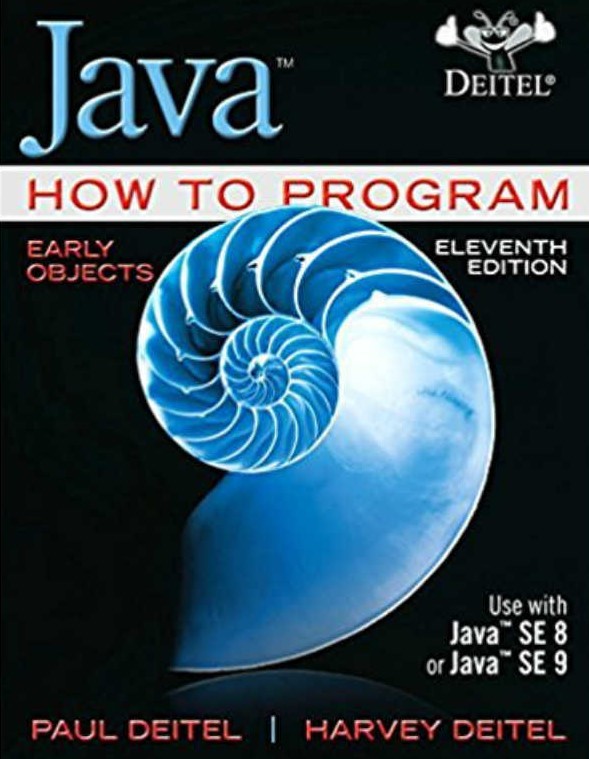 Java™
DEITEL®
HOW TO PROGRAM
EARLY
OBJECTS
ELEVENTH
EDITION
Use with
Java™ SE 8
or Java™ SE 9
PAUL DEITEL | HARVEY DEITEL